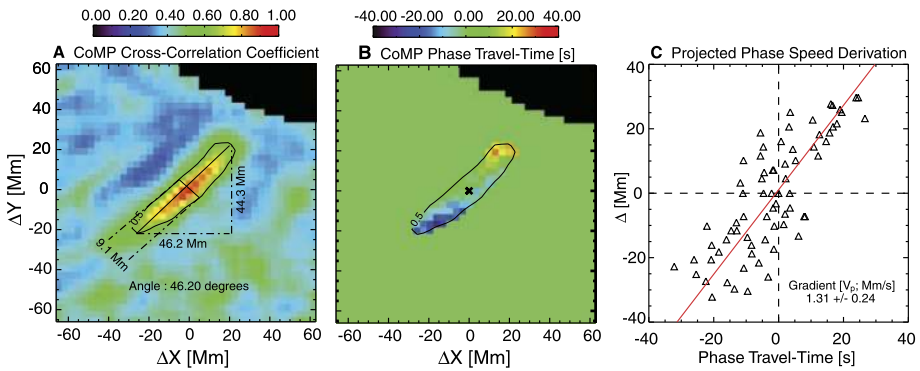 0.00 0.20 0.40 0.60 0.80 1.00
A CoMP Cross-Correlation Coefficient
60
40
20
0
-20
-40
-60
ΔY [Mm]
0.5
44.3 Mm
46.2 Mm
9.1 Mm
Angle : 46.20 degrees
-60 -40 -20 0 20 40 60
ΔX [Mm]
-40.00 -20.00 0.00 20.00 40.00
B CoMP Phase Travel-Time [s]
0.5
-60 -40 -20 0 20 40 60
ΔX [Mm]
C Projected Phase Speed Derivation
40
20
0
-20
-40
Δ [Mm]
Gradient [Vp; Mm/s]
1.31 +/- 0.24
-40 -20 0 20 40
Phase Travel-Time [s]